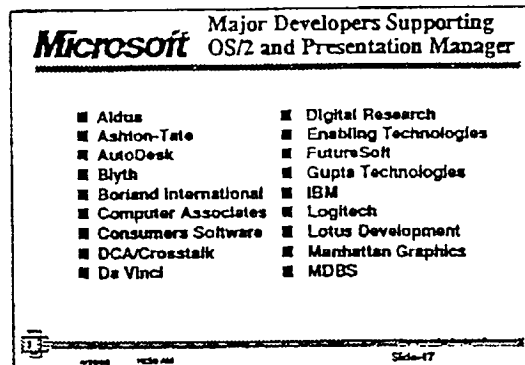 Microsoft
Major Developers Supporting
OS/2 and Presentation Manager
Aldus
Ashton-Tate
AutoDesk
Blyth
Borland International
Computer Associates
Consumers Software
DCA/Crosstalk
Da Vinci
Digital Research
Enabling Technologies
FutureSoft
Gupta Technologies
IBM
Logitech
Lotus Development
Manhattan Graphics
MDBS
Slide-17